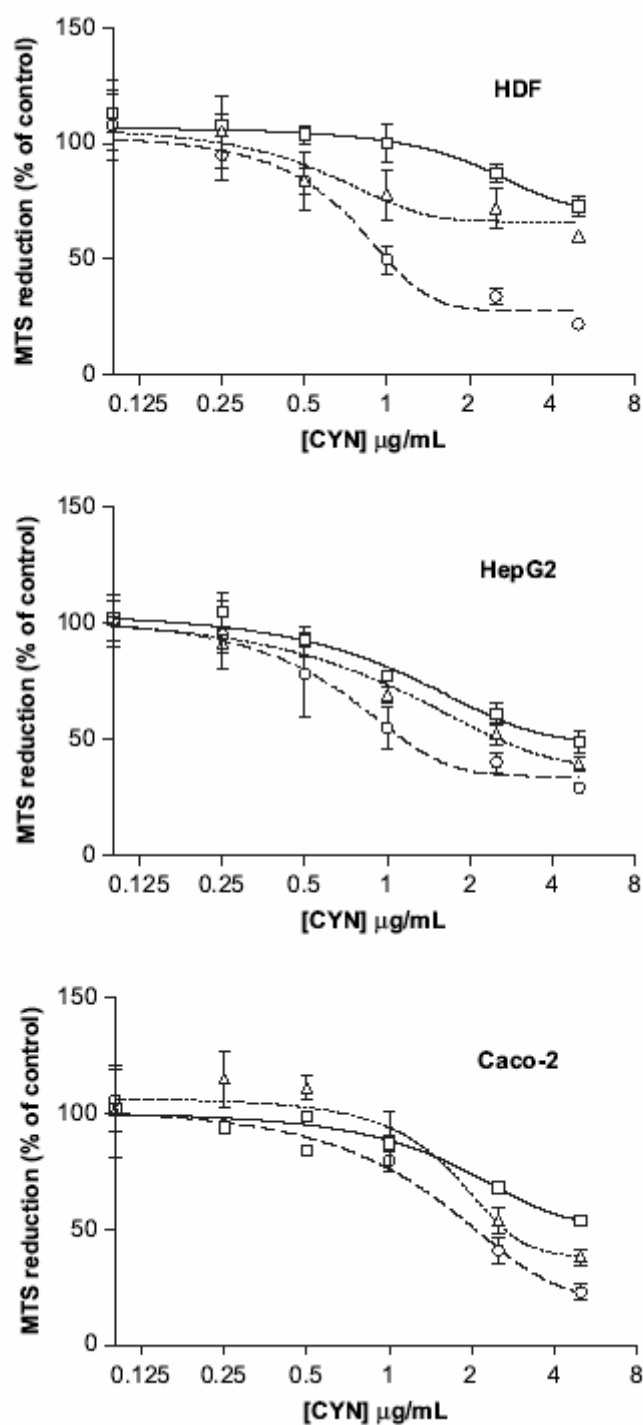 150
HDF
100
50
0
0.125 0.25 0.5 1 2 4 8
[CYN] µg/mL
MTS reduction (% of control)
150
HepG2
100
50
0
0.125 0.25 0.5 1 2 4 8
[CYN] µg/mL
MTS reduction (% of control)
150
Caco-2
100
50
0
0.125 0.25 0.5 1 2 4 8
[CYN] µg/mL
MTS reduction (% of control)